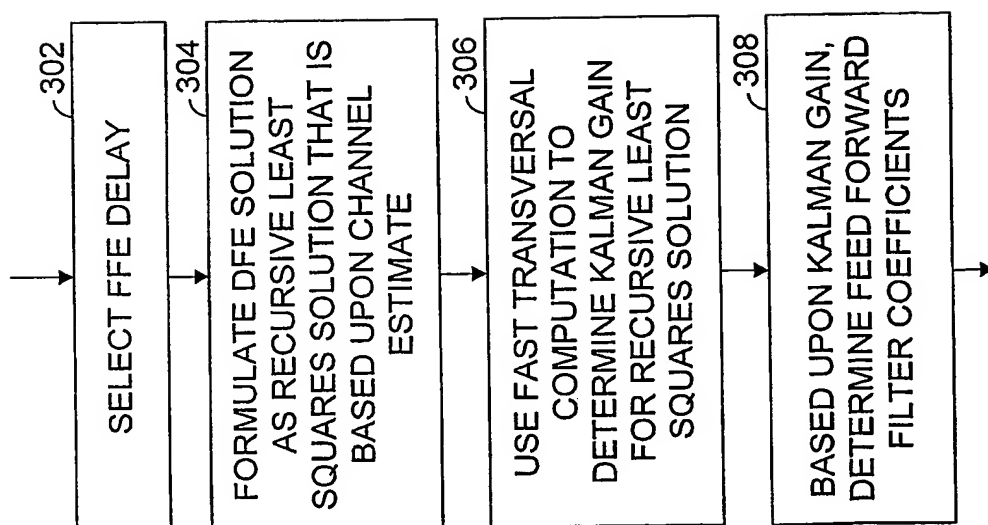 302
SELECT FFE DELAY
304
FORMULATE DFE SOLUTION
AS RECURSIVE LEAST
SQUARES SOLUTION THAT IS
BASED UPON CHANNEL
ESTIMATE
306
USE FAST TRANSVERSAL
COMPUTATION TO
DETERMINE KALMAN GAIN
FOR RECURSIVE LEAST
SQUARES SOLUTION
308
BASED UPON KALMAN GAIN,
DETERMINE FEED FORWARD
FILTER COEFFICIENTS